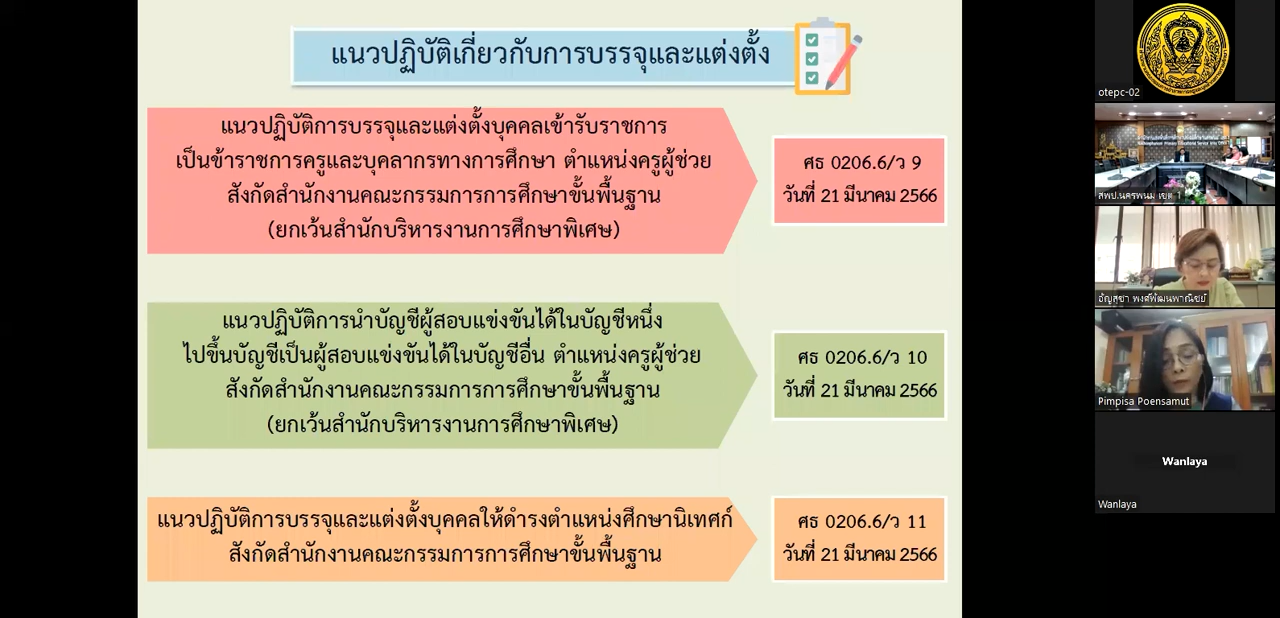 แนวปฏิบัติเกี่ยวกับการบรรจุและแต่งตั้ง
แนวปฏิบัติการบรรจุและแต่งตั้งบุคคลเข้ารับราชการ
เป็นข้าราชการครูและบุคลากรทางการศึกษา ตำแหน่งครูผู้ช่วย
สังกัดสำนักงานคณะกรรมการการศึกษาขั้นพื้นฐาน
(ยกเว้นสำนักบริหารงานการศึกษาพิเศษ)
ศธ 0206.6/ว 9
วันที่ 21 มีนาคม 2566
แนวปฏิบัติการนำบัญชีผู้สอบแข่งขันได้ในบัญชีหนึ่ง
ไปขึ้นบัญชีเป็นผู้สอบแข่งขันได้ในบัญชีอื่น ตำแหน่งครูผู้ช่วย
สังกัดสำนักงานคณะกรรมการการศึกษาขั้นพื้นฐาน
(ยกเว้นสำนักบริหารงานการศึกษาพิเศษ)
ศธ 0206.6/ว 10
วันที่ 21 มีนาคม 2566
แนวปฏิบัติการบรรจุและแต่งตั้งบุคคลให้ดำรงตำแหน่งศึกษานิเทศก์
สังกัดสำนักงานคณะกรรมการการศึกษาขั้นพื้นฐาน
ศธ 0206.6/ว 11
วันที่ 21 มีนาคม 2566
otepc-02
สพป.นครพนม เขต 1
อัญสุชา พงศ์พัฒนพาณิชย์
Pimpisa Poensamut
Wanlaya
Wanlaya